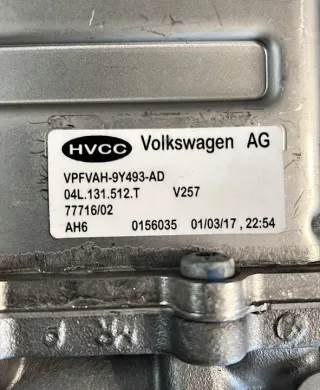 HVCC Volkswagen AG
VPFVAH-9Y493-AD
04L.131.512.T V257
77716/02
AH6 0156035 01/03/17 , 22:54